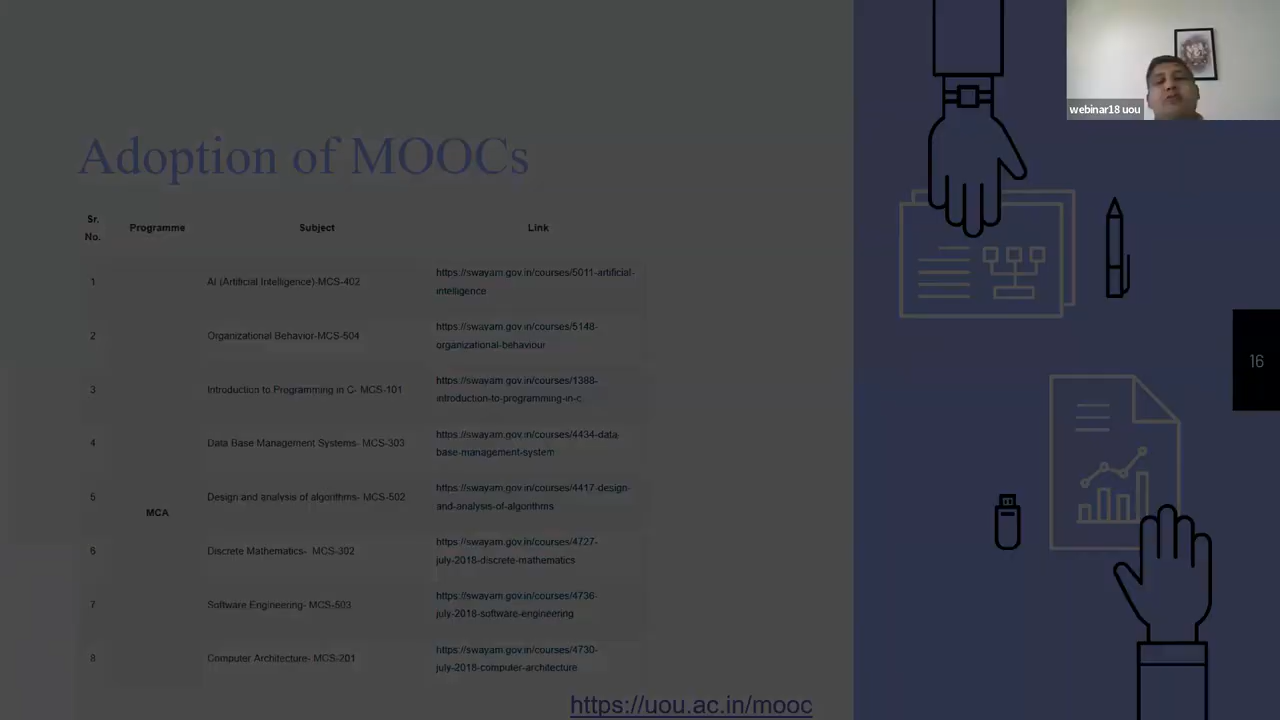 webinar18 uou
Adoption of MOOCs
Sr.
No.
Programme
Subject
Link
1
AI (Artificial Intelligence)-MCS-402
https://swayam.gov.in/courses/5011-artificial-
intelligence
2
Organizational Behavior-MCS-504
https://swayam.gov.in/courses/5148-
organizational-behaviour
16
3
Introduction to Programming in C- MCS-101
https://swayam.gov.in/courses/1388-
introduction-to-programming-in-c
4
Data Base Management Systems- MCS-303
https://swayam.gov.in/courses/4434-data
base-management-system
5
Design and analysis of algorithms- MCS-502
https://swayam.gov.in/courses/4417-design-
and-analysis-of-algorithms
MCA
6
Discrete Mathematics- MCS-302
https://swayam.gov.in/courses/4727-
july-2018-discrete-mathematics
7
Software Engineering- MCS-503
https://swayam.gov.in/courses/4736-
july-2018-software-engineering
8
Computer Architecture- MCS-201
https://swayam.gov.in/courses/4730-
july-2018-computer-architecture
https://uou.ac.in/mooc